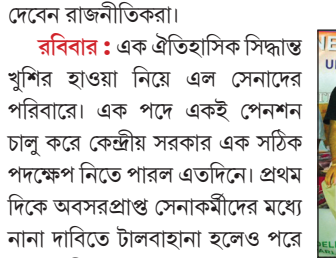 দেবেন রাজনীতিকরা।
রবিবার : এক ঐতিহাসিক সিদ্ধান্ত
খুশির হাওয়া নিয়ে এল সেনাদের
পরিবারে। এক পদে একই পেনশন
চালু করে কেন্দ্রীয় সরকার এক সঠিক
পদক্ষেপ নিতে পারল এতদিনে। প্রথম
দিকে অবসরপ্রাপ্ত সেনাকর্মীদের মধ্যে
নানা দাবিতে টালবাহানা হলেও পরে